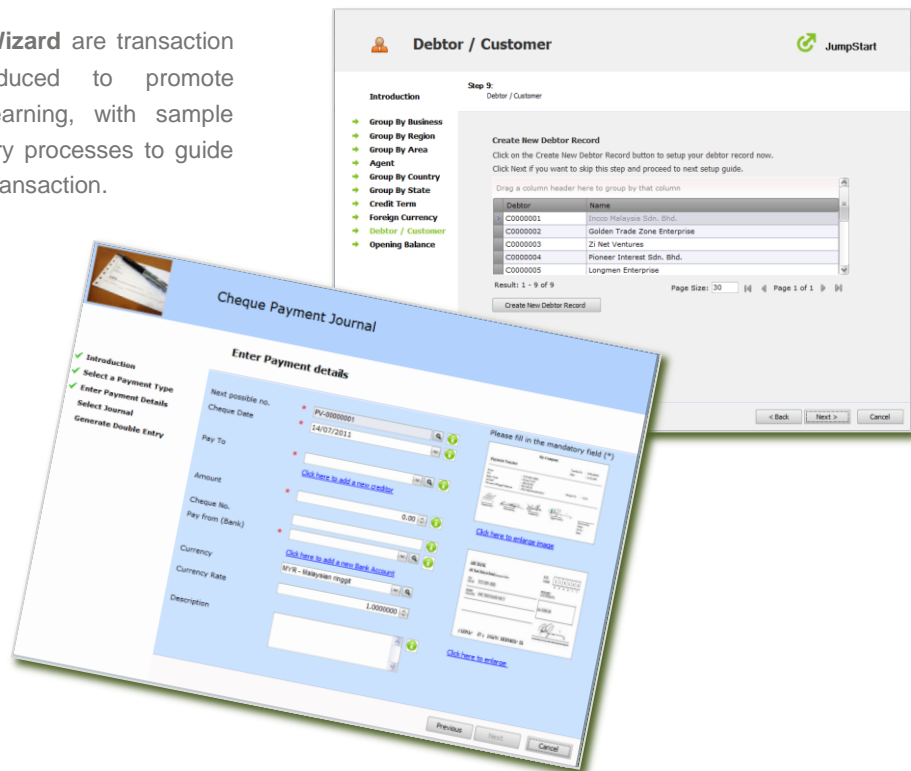 Wizard are transaction
duced to promote
earning, with sample
ry processes to guide
ansaction.
Debtor / Customer
JumpStart
Introduction
Step 9:
Debtor / Customer
Group By Business
Group By Region
Group By Area
Agent
Group By Country
Group By State
Credit Term
Foreign Currency
Debtor / Customer
Opening Balance
Create New Debtor Record
Click on the Create New Debtor Record button to setup your debtor record now.
Click Next if you want to skip this step and proceed to next setup guide.
Drag a column header here to group by that column
Debtor Name
C0000001 Incco Malaysia Sdn. Bhd.
C0000002 Golden Trade Zone Enterprise
C0000003 Zi Net Ventures
C0000004 Pioneer Interest Sdn. Bhd.
C0000005 Longmen Enterprise
Result: 1 - 9 of 9 Page Size: 30 Page 1 of 1
Create New Debtor Record
< Back Next > Cancel
Cheque Payment Journal
Introduction
Select a Payment Type
Enter Payment Details
Select Journal
Generate Double Entry
Enter Payment details
Next possible no. * PV-00000001
Cheque Date * 14/07/2011
Pay To *
Click here to add a new creditor
Amount * 0.00
Cheque No.
Pay from (Bank) *
Click here to add a new Bank Account
Currency MYR - Malaysian ringgit
Currency Rate 1.0000000
Description
Please fill in the mandatory field (*)
My Company
Payment Voucher
Click here to enlarge image
Click here to enlarge
Previous Next Cancel